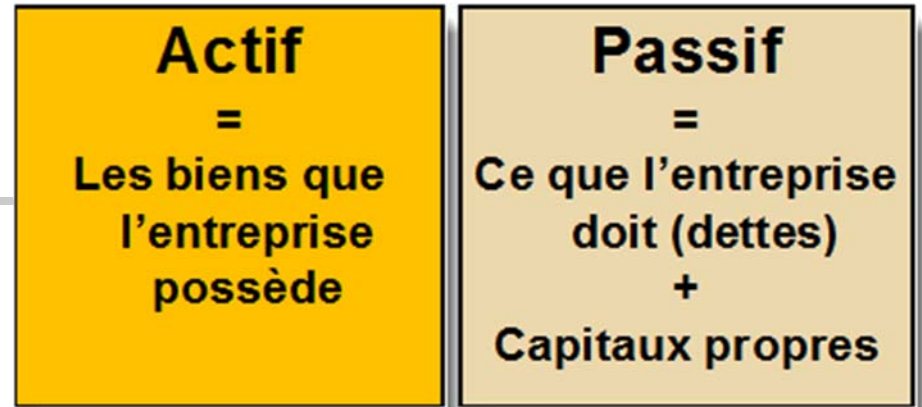 Actif
=
Les biens que
l’entreprise
possède
Passif
=
Ce que l’entreprise
doit (dettes)
+
Capitaux propres